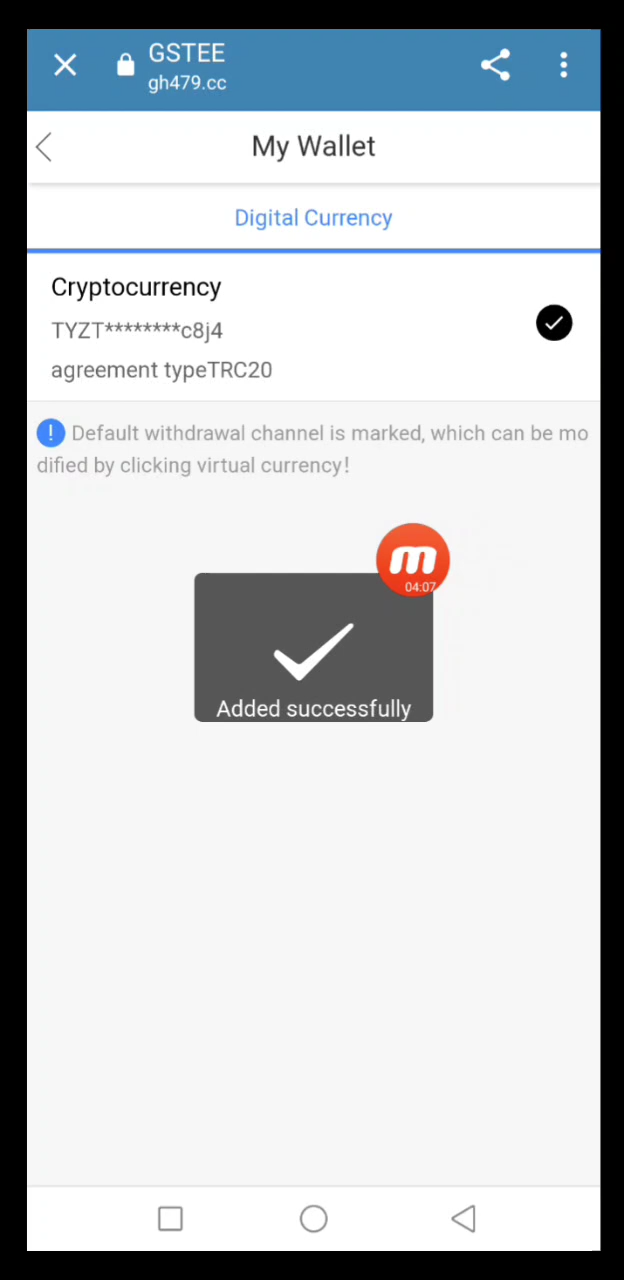 GSTEE
gh479.cc
My Wallet
Digital Currency
Cryptocurrency
TYZT********c8j4
agreement typeTRC20
! Default withdrawal channel is marked, which can be mo
dified by clicking virtual currency!
m
04:07
Added successfully